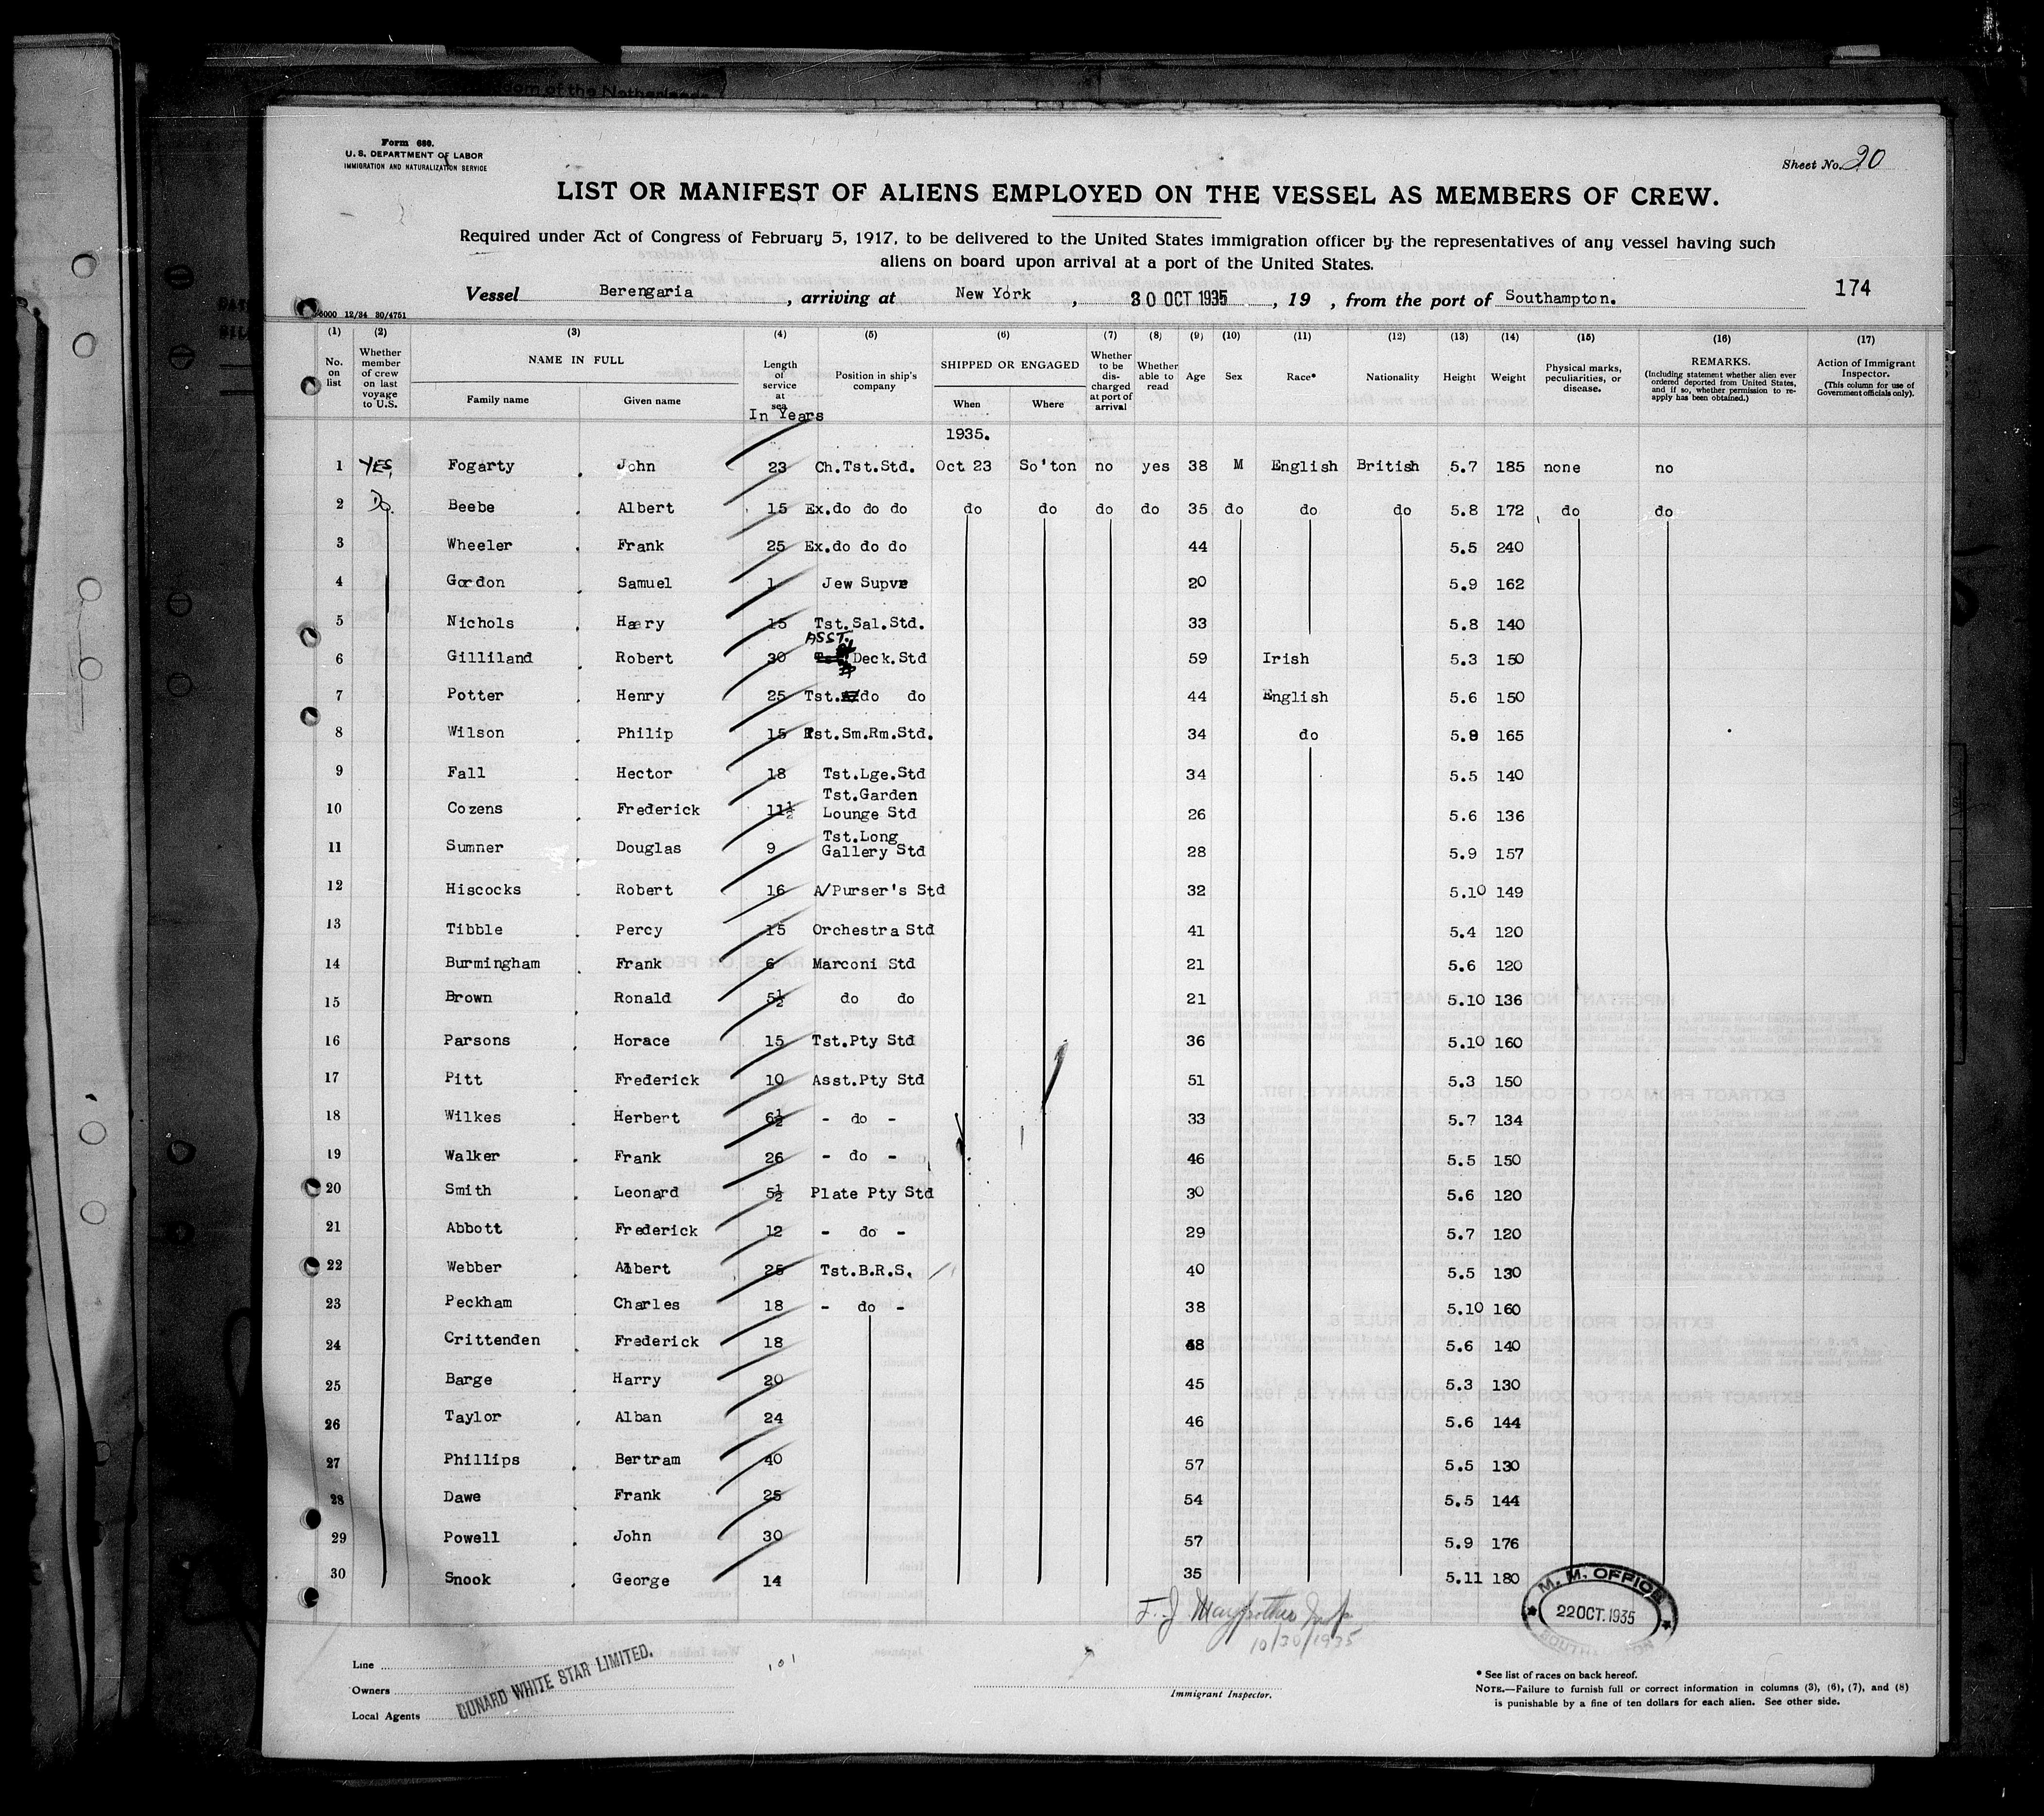 dom of the Netherlands
Form 680.
U. S. DEPARTMENT OF LABOR
IMMIGRATION AND NATURALIZATION SERVICE
Sheet No. 20
LIST OR MANIFEST OF ALIENS EMPLOYED ON THE VESSEL AS MEMBERS OF CREW.
Required under Act of Congress of February 5, 1917, to be delivered to the United States immigration officer by the representatives of any vessel having such
aliens on board upon arrival at a port of the United States.
Vessel Berengaria, arriving at New York, 30 OCT 1935, 19 , from the port of Southampton.
174
5000 12/34 30/4751
(1) (2) (3) (4) (5) (6) (7) (8) (9) (10) (11) (12) (13) (14) (15) (16) (17)
No. on list
Whether member of crew on last voyage to U.S.
NAME IN FULL
Family name
Given name
Length of service at sea
In Years
Position in ship's company
SHIPPED OR ENGAGED
When
Where
Whether to be discharged at port of arrival
Whether able to read
Age
Sex
Race*
Nationality
Height
Weight
Physical marks, peculiarities, or disease.
REMARKS.
(Including statement whether alien ever ordered deported from United States, and if so, whether permission to reapply has been obtained.)
Action of Immigrant Inspector.
(This column for use of Government officials only).
1935.
1 YES, Fogarty , John 23 Ch.Tst.Std. Oct 23 So'ton no yes 38 M English British 5.7 185 none no
2 Do. Beebe , Albert 15 Ex.do do do do do do do 35 do do do 5.8 172 do do
3 Wheeler , Frank 25 Ex.do do do 44 5.5 240
4 Gordon , Samuel 1 Jew Supvr 20 5.9 162
5 Nichols , Harry 15 Tst.Sal.Std. 33 5.8 140
6 Gilliland , Robert 30 ASST. Deck.Std 59 Irish 5.3 150
7 Potter , Henry 25 Tst. do do 44 English 5.6 150
8 Wilson , Philip 15 Tst.Sm.Rm.Std. 34 do 5.8 165
9 Fall , Hector 18 Tst.Lge.Std 34 5.5 140
10 Cozens , Frederick 11½ Tst.Garden Lounge Std 26 5.6 136
11 Sumner , Douglas 9 Tst.Long Gallery Std 28 5.9 157
12 Hiscocks , Robert 16 A/Purser's Std 32 5.10 149
13 Tibble , Percy 15 Orchestra Std 41 5.4 120
14 Burmingham , Frank 6 Marconi Std 21 5.6 120
15 Brown , Ronald 5½ do do 21 5.10 136
16 Parsons , Horace 15 Tst.Pty Std 36 5.10 160
17 Pitt , Frederick 10 Asst.Pty Std 51 5.3 150
18 Wilkes , Herbert 6½ - do - 33 5.7 134
19 Walker , Frank 26 - do - 46 5.5 150
20 Smith , Leonard 5½ Plate Pty Std 30 5.6 120
21 Abbott , Frederick 12 - do - 29 5.7 120
22 Webber , Albert 25 Tst.B.R.S. 40 5.5 130
23 Peckham , Charles 18 - do - 38 5.10 160
24 Crittenden , Frederick 18 48 5.6 140
25 Barge , Harry 20 45 5.3 130
26 Taylor , Alban 24 46 5.6 144
27 Phillips , Bertram 40 57 5.5 130
28 Dawe , Frank 25 54 5.5 144
29 Powell , John 30 57 5.9 176
30 Snook , George 14 35 5.11 180
M. M. OFFICE
22 OCT. 1935
SOUTHAMPTON
10/30/1935
Line
Owners
Local Agents
CUNARD WHITE STAR LIMITED.
Immigrant Inspector.
* See list of races on back hereof.
NOTE.—Failure to furnish full or correct information in columns (3), (6), (7), and (8)
is punishable by a fine of ten dollars for each alien. See other side.